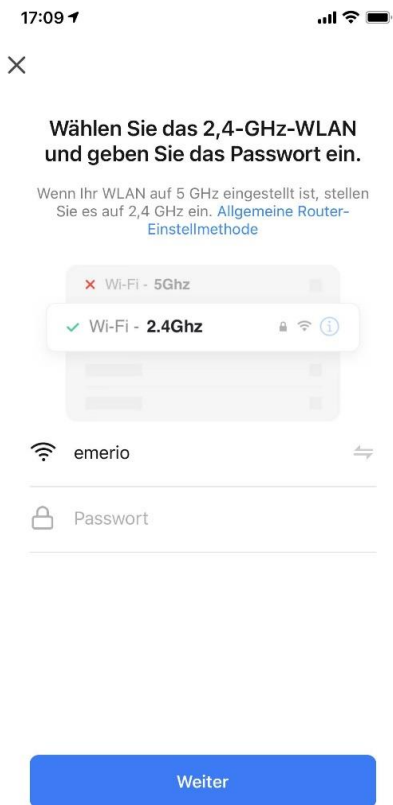 17:09
Wählen Sie das 2,4-GHz-WLAN
und geben Sie das Passwort ein.
Wenn Ihr WLAN auf 5 GHz eingestellt ist, stellen
Sie es auf 2,4 GHz ein. Allgemeine Router-
Einstellmethode
Wi-Fi - 5Ghz
Wi-Fi - 2.4Ghz
emerio
Passwort
Weiter